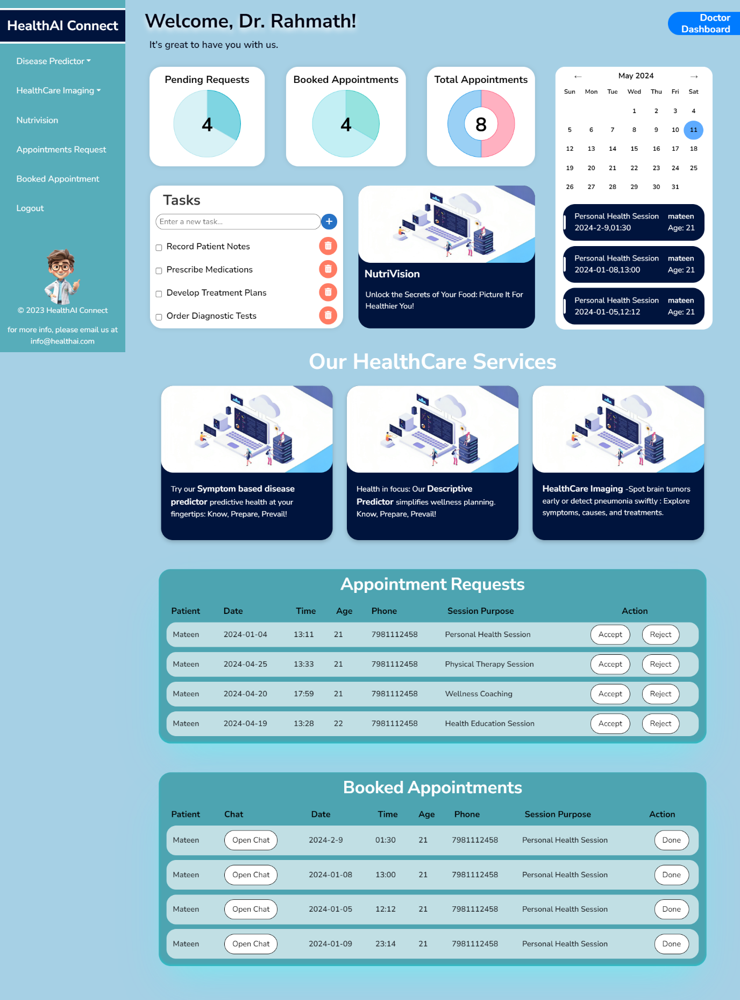 HealthAI Connect
Disease Predictor
HealthCare Imaging
Nutrivision
Appointments Request
Booked Appointment
Logout
© 2023 HealthAI Connect
for more info, please email us at
info@healthai.com
Welcome, Dr. Rahmath!
It's great to have you with us.
Doctor
Dashboard
Pending Requests
4
Booked Appointments
4
Total Appointments
8
← May 2024 →
Sun Mon Tue Wed Thu Fri Sat
1 2 3 4
5 6 7 8 9 10 11
12 13 14 15 16 17 18
19 20 21 22 23 24 25
26 27 28 29 30 31
Personal Health Session mateen
2024-2-9,01:30 Age: 21
Personal Health Session mateen
2024-01-08,13:00 Age: 21
Personal Health Session mateen
2024-01-05,12:12 Age: 21
Tasks
Enter a new task...
+
Record Patient Notes
Prescribe Medications
Develop Treatment Plans
Order Diagnostic Tests
NutriVision
Unlock the Secrets of Your Food: Picture It For
Healthier You!
Our HealthCare Services
Try our Symptom based disease
predictor predictive health at your
fingertips: Know, Prepare, Prevail!
Health in focus: Our Descriptive
Predictor simplifies wellness planning.
Know, Prepare, Prevail!
HealthCare Imaging -Spot brain tumors
early or detect pneumonia swiftly : Explore
symptoms, causes, and treatments.
Appointment Requests
Patient Date Time Age Phone Session Purpose Action
Mateen 2024-01-04 13:11 21 7981112458 Personal Health Session Accept Reject
Mateen 2024-04-25 13:33 21 7981112458 Physical Therapy Session Accept Reject
Mateen 2024-04-20 17:59 21 7981112458 Wellness Coaching Accept Reject
Mateen 2024-04-19 13:28 22 7981112458 Health Education Session Accept Reject
Booked Appointments
Patient Chat Date Time Age Phone Session Purpose Action
Mateen Open Chat 2024-2-9 01:30 21 7981112458 Personal Health Session Done
Mateen Open Chat 2024-01-08 13:00 21 7981112458 Personal Health Session Done
Mateen Open Chat 2024-01-05 12:12 21 7981112458 Personal Health Session Done
Mateen Open Chat 2024-01-09 23:14 21 7981112458 Personal Health Session Done